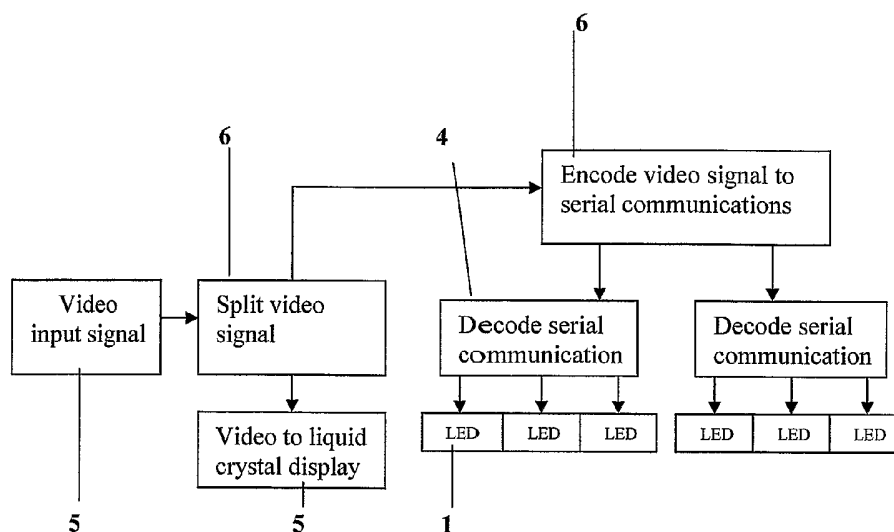 6
6
4
Encode video signal to
serial communications
Video
input signal
Split video
signal
Decode serial
communication
Decode serial
communication
LED
LED
LED
LED
LED
LED
Video to liquid
crystal display
5
5
1